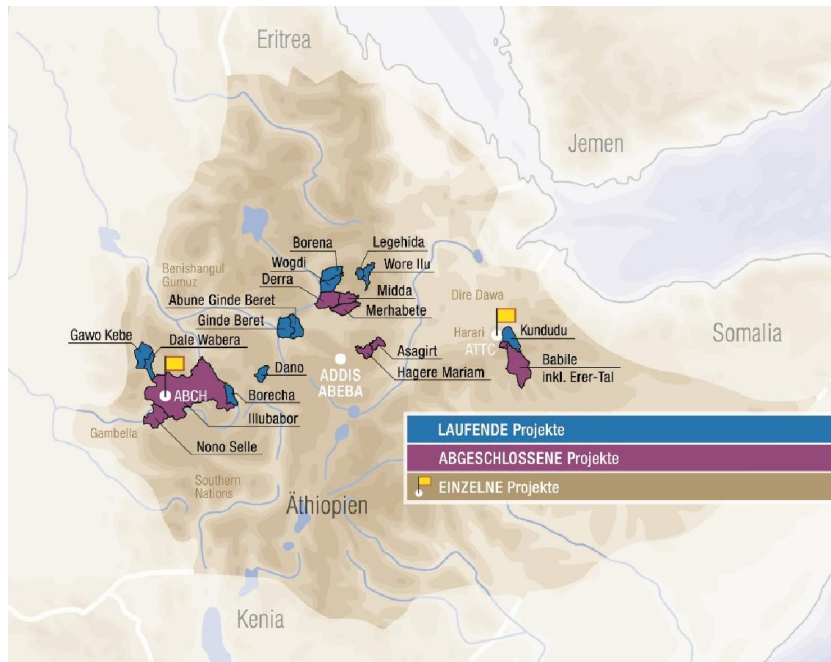 Eritrea
Jemen
Borena
Legehida
Wogdi
Wore Ilu
Benishangul
Gumuz
Derra
Midda
Dire Dawa
Abune Ginde Beret
Merhabete
Ginde Beret
Somalia
Gawo Kebe
Dale Wabera
Harari
Kundudu
ATTC
Asagirt
Babile
inkl. Erer-Tal
Dano
ADDIS
ABEBA
Hagere Mariam
ABCH
Borecha
Illubabor
Gambella
Nono Selle
LAUFENDE Projekte
ABGESCHLOSSENE Projekte
EINZELNE Projekte
Southern
Nations
Äthiopien
Kenia